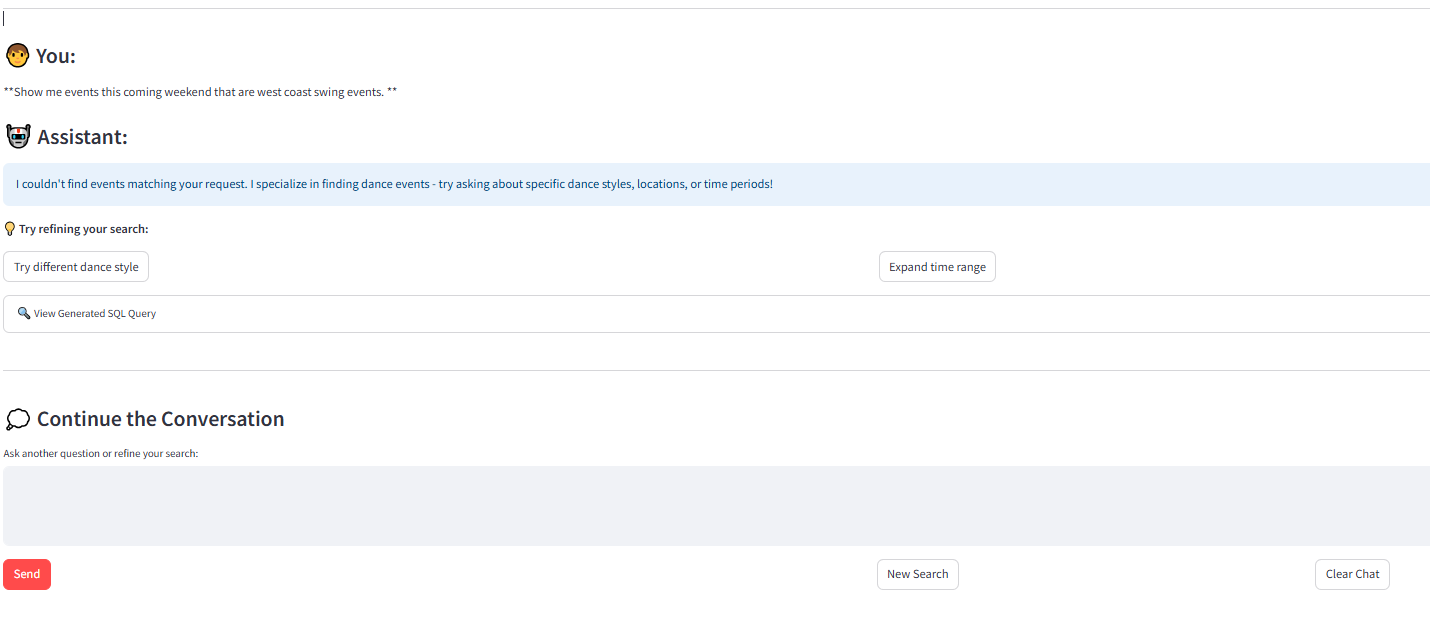 You:
**Show me events this coming weekend that are west coast swing events. **
Assistant:
I couldn't find events matching your request. I specialize in finding dance events - try asking about specific dance styles, locations, or time periods!
Try refining your search:
Try different dance style
Expand time range
View Generated SQL Query
Continue the Conversation
Ask another question or refine your search:
Send
New Search
Clear Chat